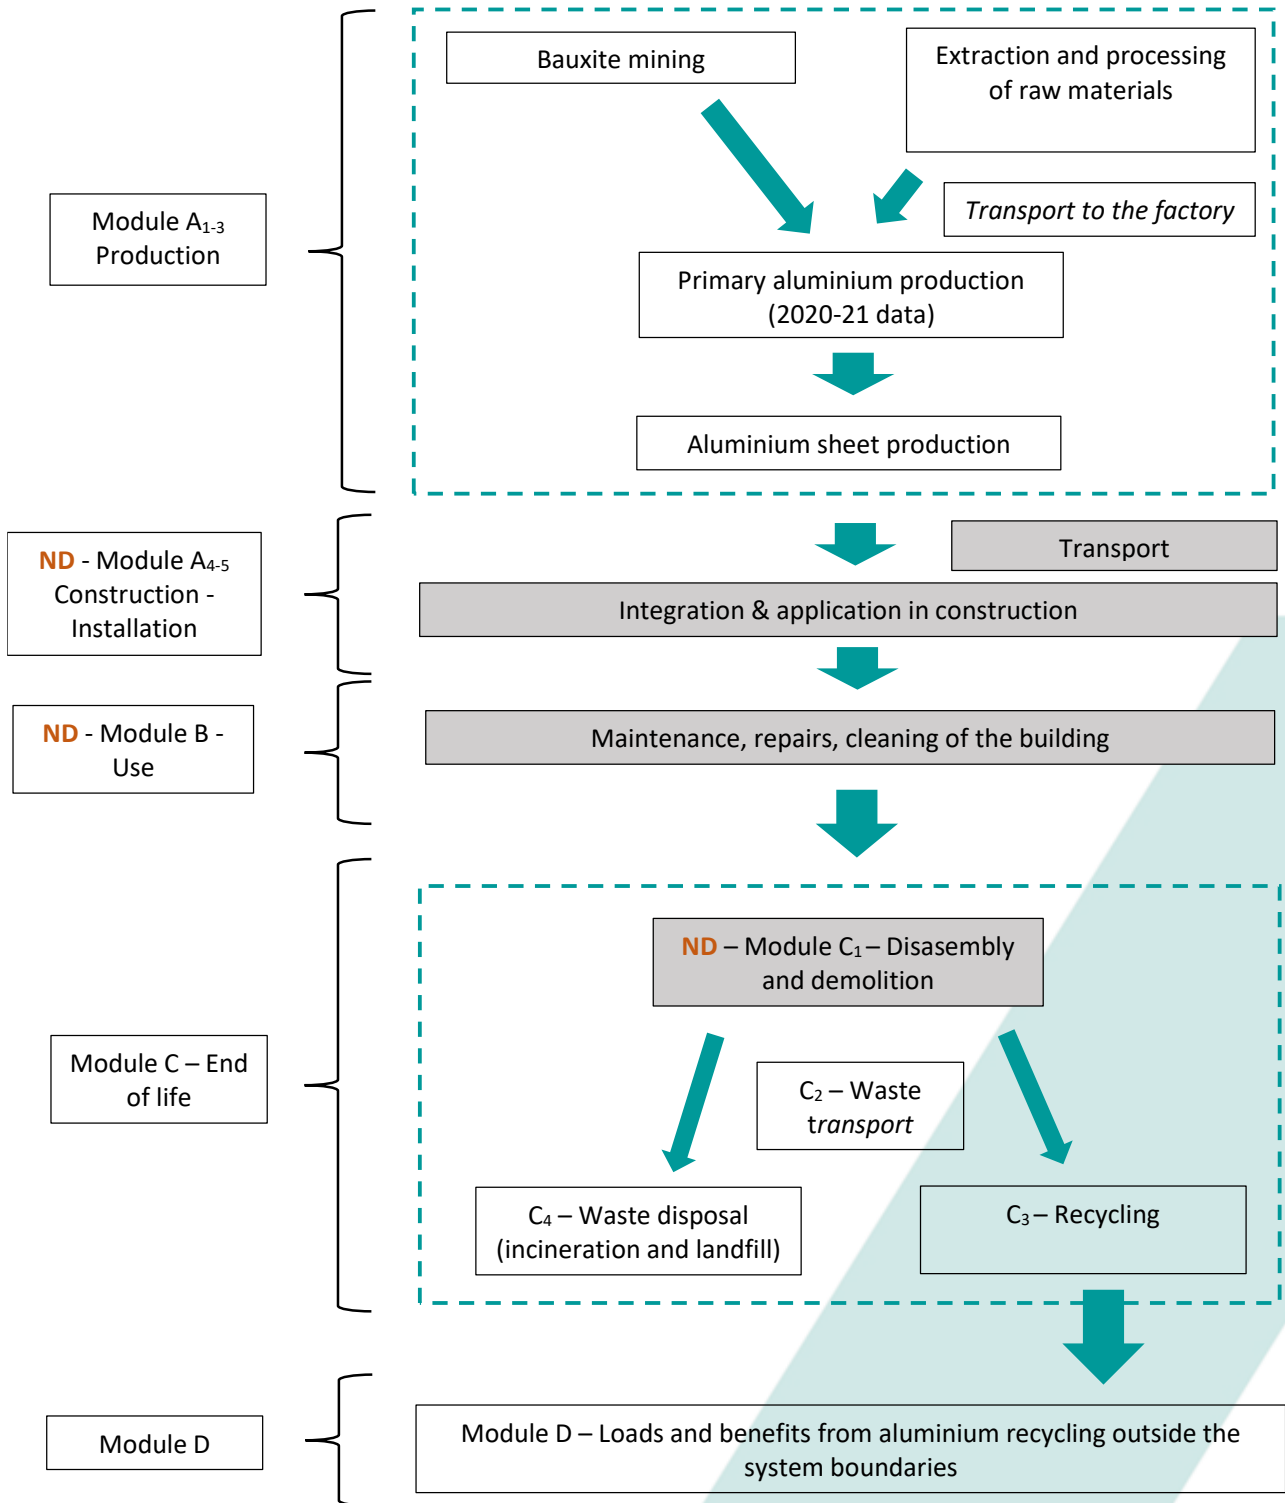 Bauxite mining
Extraction and processing
of raw materials
Module A₁₋₃
Production
Transport to the factory
Primary aluminium production
(2020-21 data)
Aluminium sheet production
ND - Module A₄₋₅
Construction -
Installation
Transport
Integration & application in construction
ND - Module B -
Use
Maintenance, repairs, cleaning of the building
ND – Module C₁ – Disasembly
and demolition
Module C – End
of life
C₂ – Waste
transport
C₄ – Waste disposal
(incineration and landfill)
C₃ – Recycling
Module D
Module D – Loads and benefits from aluminium recycling outside the
system boundaries